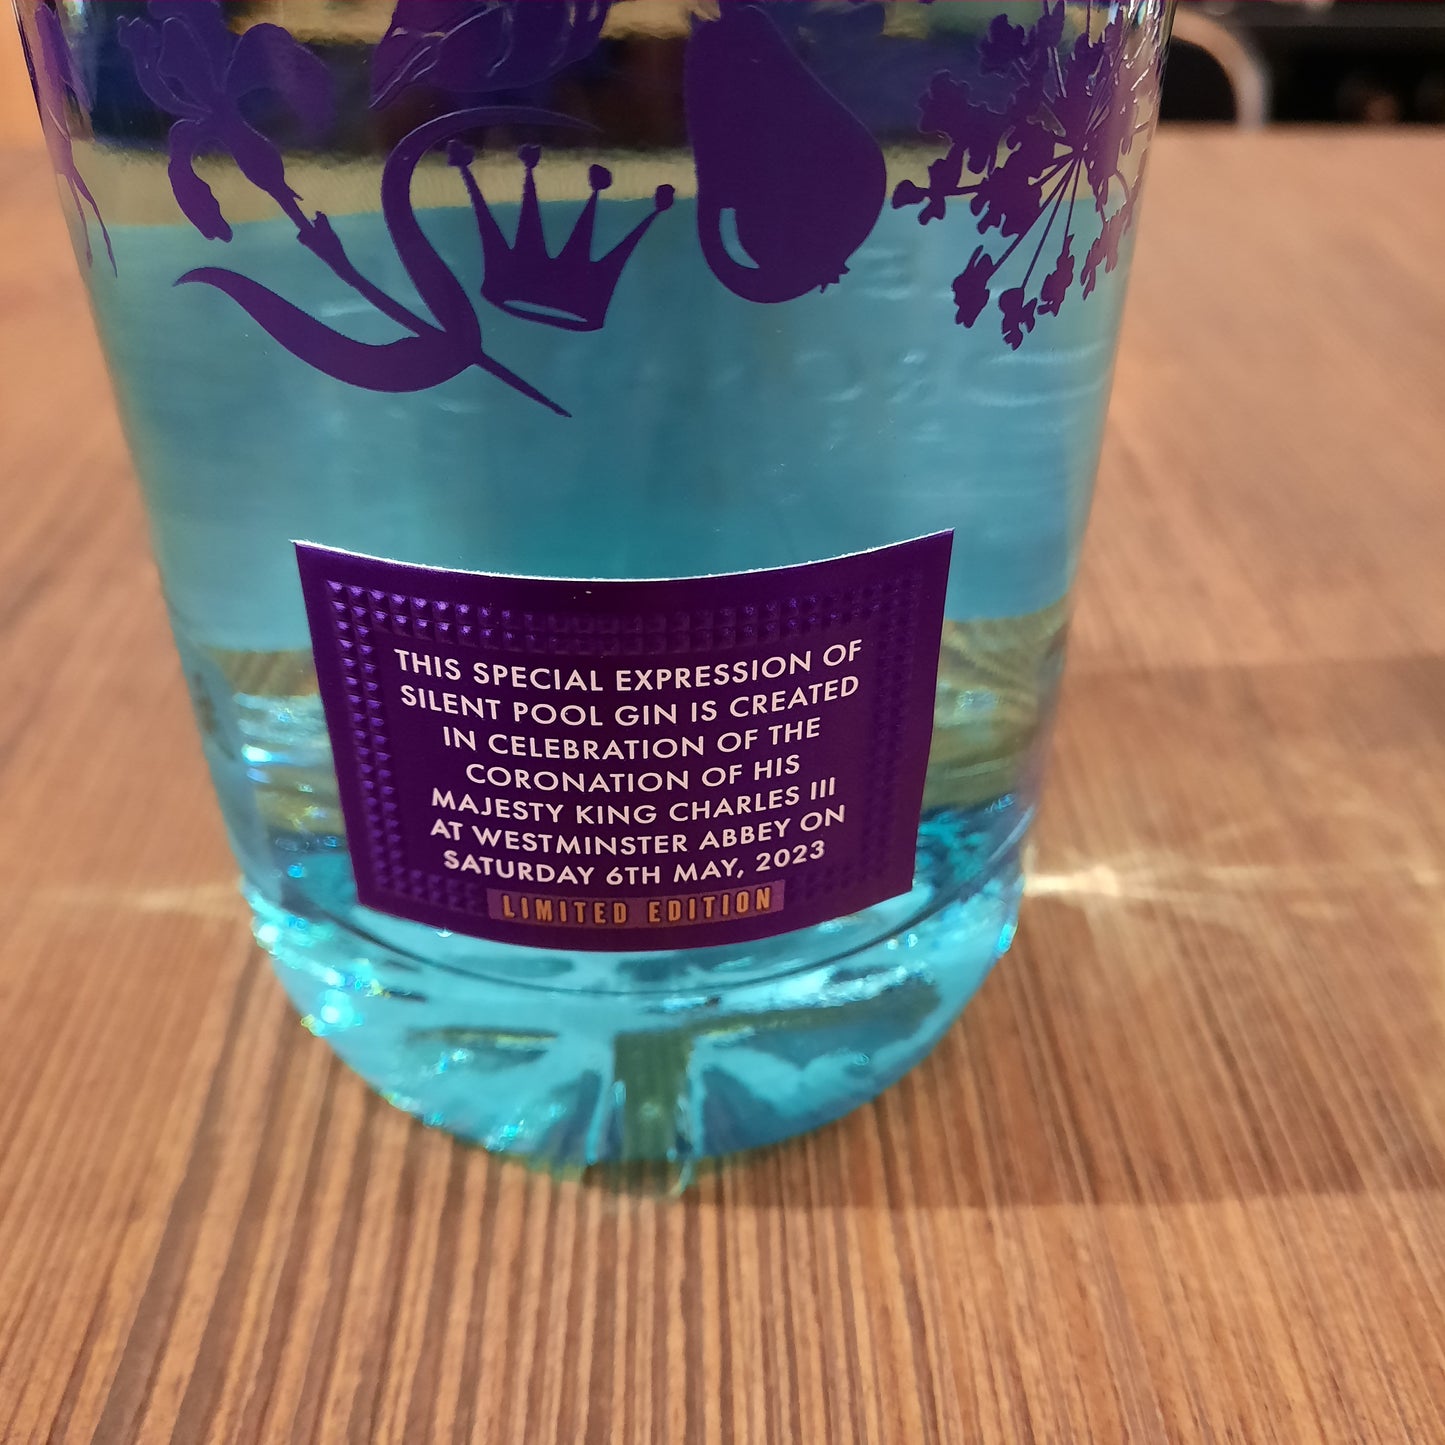 THIS SPECIAL EXPRESSION OF
SILENT POOL GIN IS CREATED
IN CELEBRATION OF THE
CORONATION OF HIS
MAJESTY KING CHARLES III
AT WESTMINSTER ABBEY ON
SATURDAY 6TH MAY, 2023
LIMITED EDITION